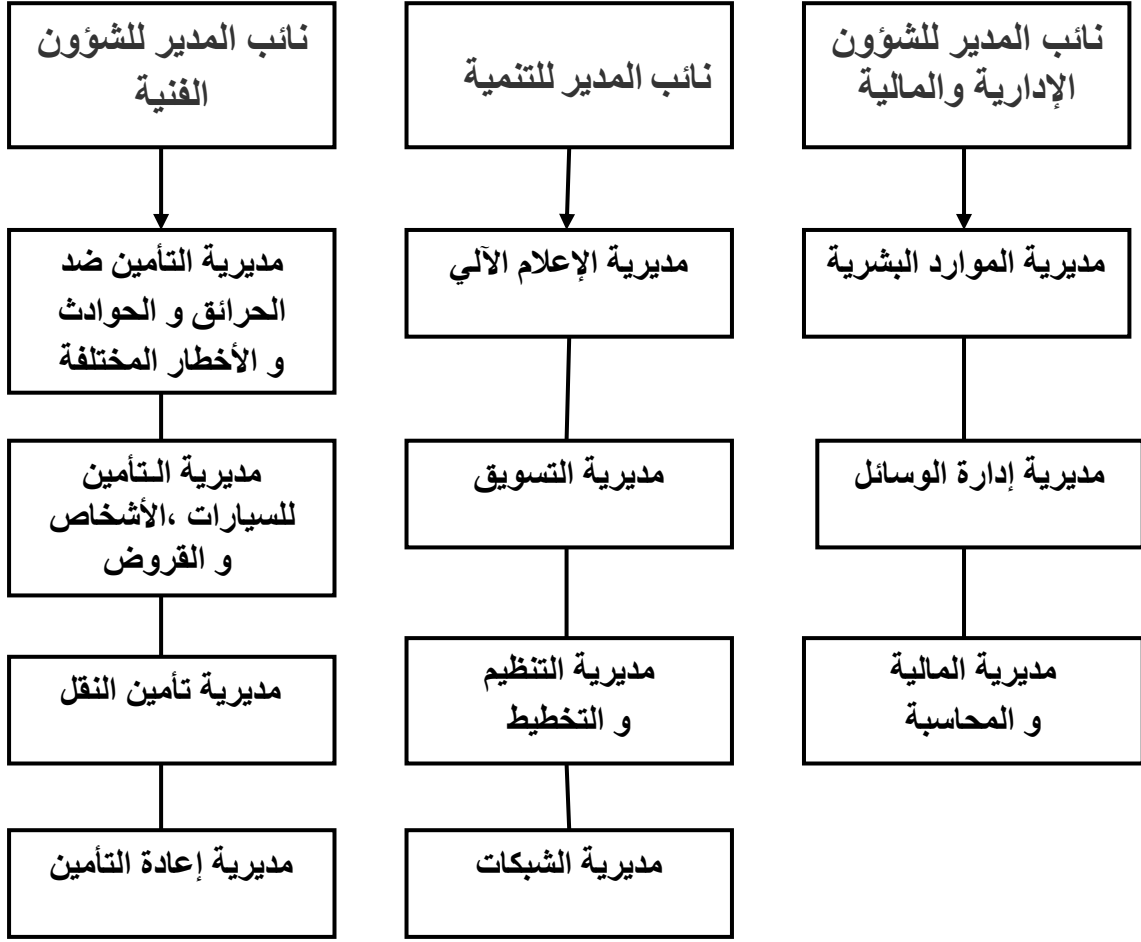 نائب المدير للشؤون
الإدارية والمالية
مديرية الموارد البشرية
مديرية إدارة الوسائل
مديرية المالية
و المحاسبة
نائب المدير للتنمية
مديرية الإعلام الآلي
مديرية التسويق
مديرية التنظيم
و التخطيط
مديرية الشبكات
نائب المدير للشؤون
الفنية
مديرية التأمين ضد
الحرائق و الحوادث
و الأخطار المختلفة
مديرية الـتأمين
للسيارات ،الأشخاص
و القروض
مديرية تأمين النقل
مديرية إعادة التأمين